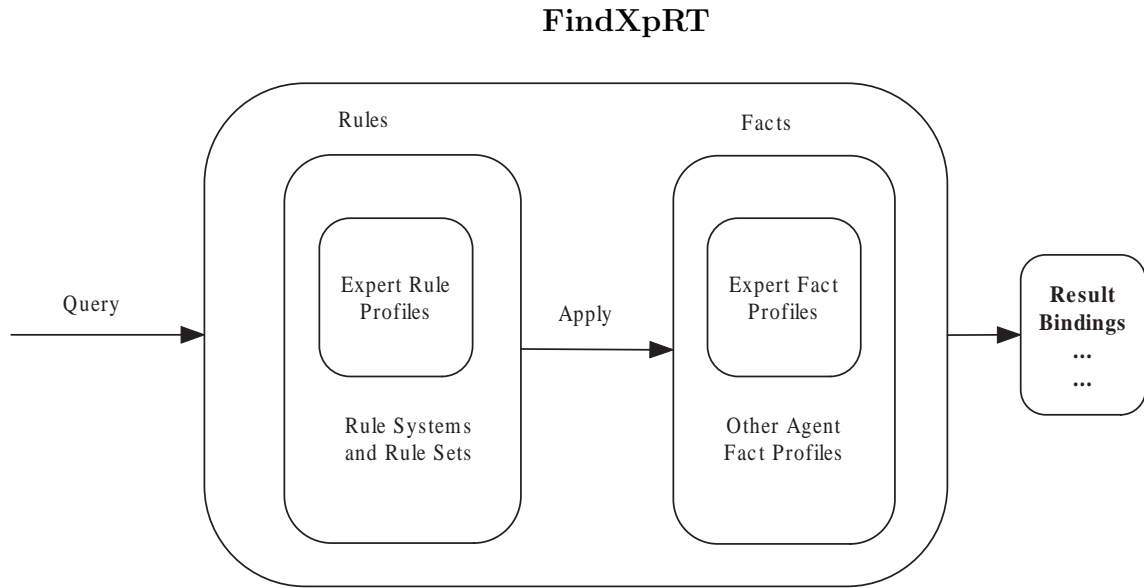 FindXpRT
Rules
Facts
Query
Expert Rule
Profiles
Apply
Expert Fact
Profiles
Result
Bindings
...
...
Rule Systems
and Rule Sets
Other Agent
Fact Profiles